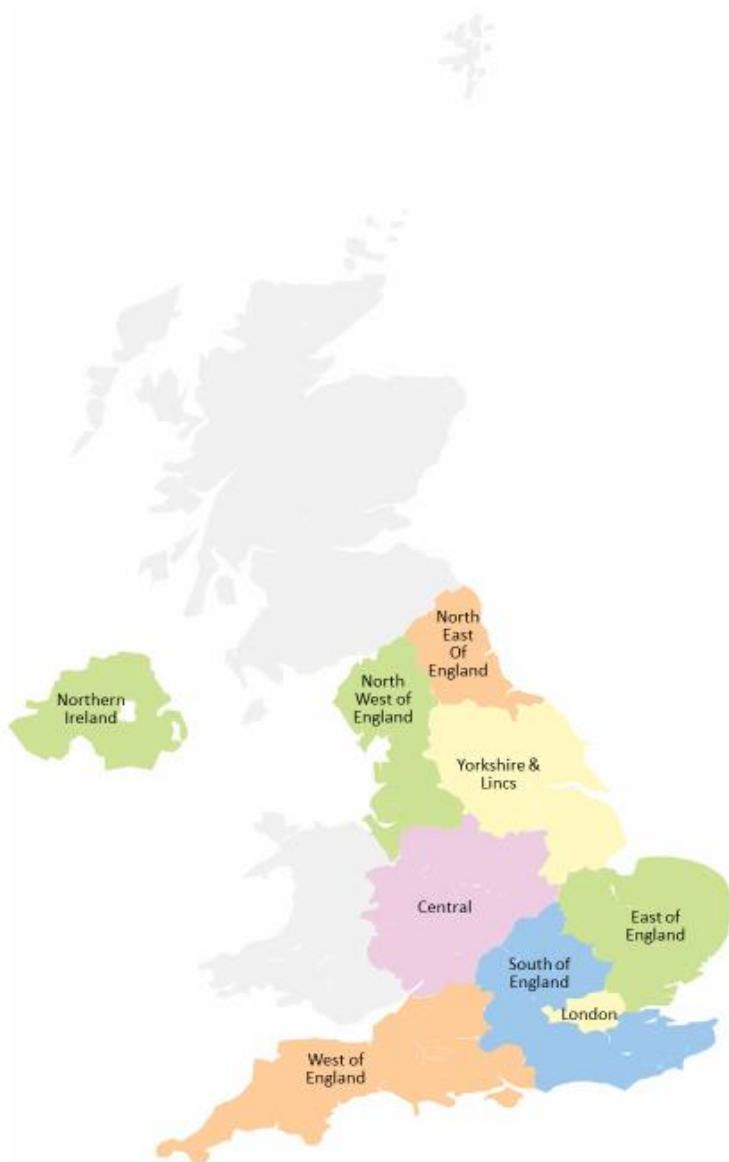 North
East
Of
England
Northern
Ireland
North
West of
England
Yorkshire &
Lincs
Central
East of
England
South of
England
London
West of
England